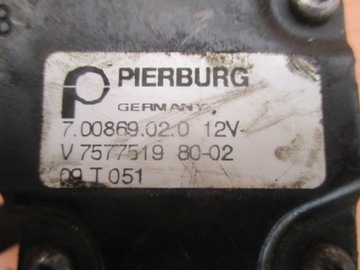 PIERBURG
GERMANY
7.00869.02.0 12V
V 7577519 80-02
09 T 051